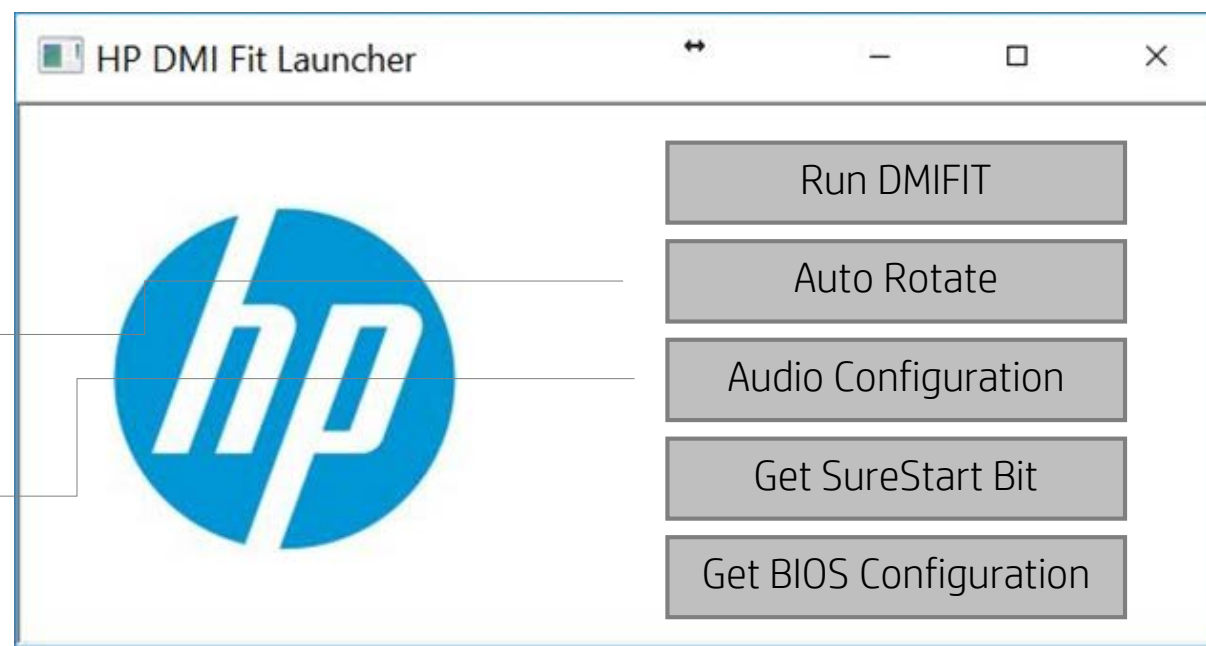 HP DMI Fit Launcher
hp
Run DMIFIT
Auto Rotate
Audio Configuration
Get SureStart Bit
Get BIOS Configuration